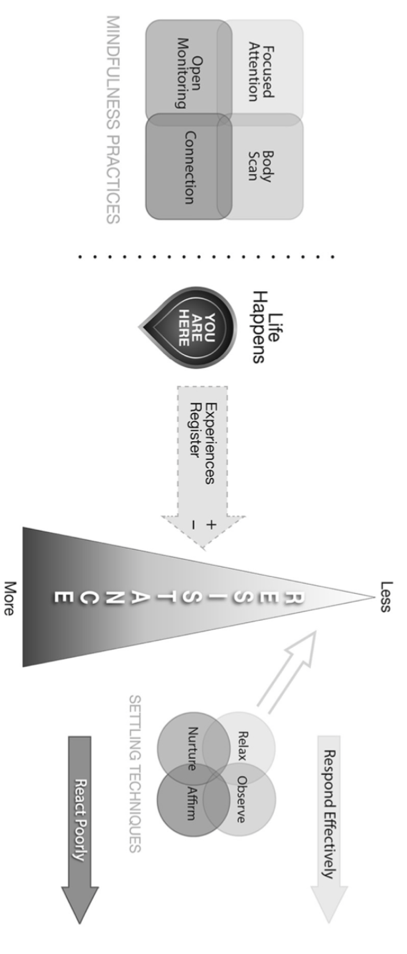 Focused
Attention
Body
Scan
Open
Monitoring
Connection
MINDFULNESS PRACTICES
Life
Happens
YOU
ARE
HERE
Experiences
Register
+
–
Less
RESISTANCE
More
Respond Effectively
Relax
Observe
Nurture
Affirm
SETTLING TECHNIQUES
React Poorly